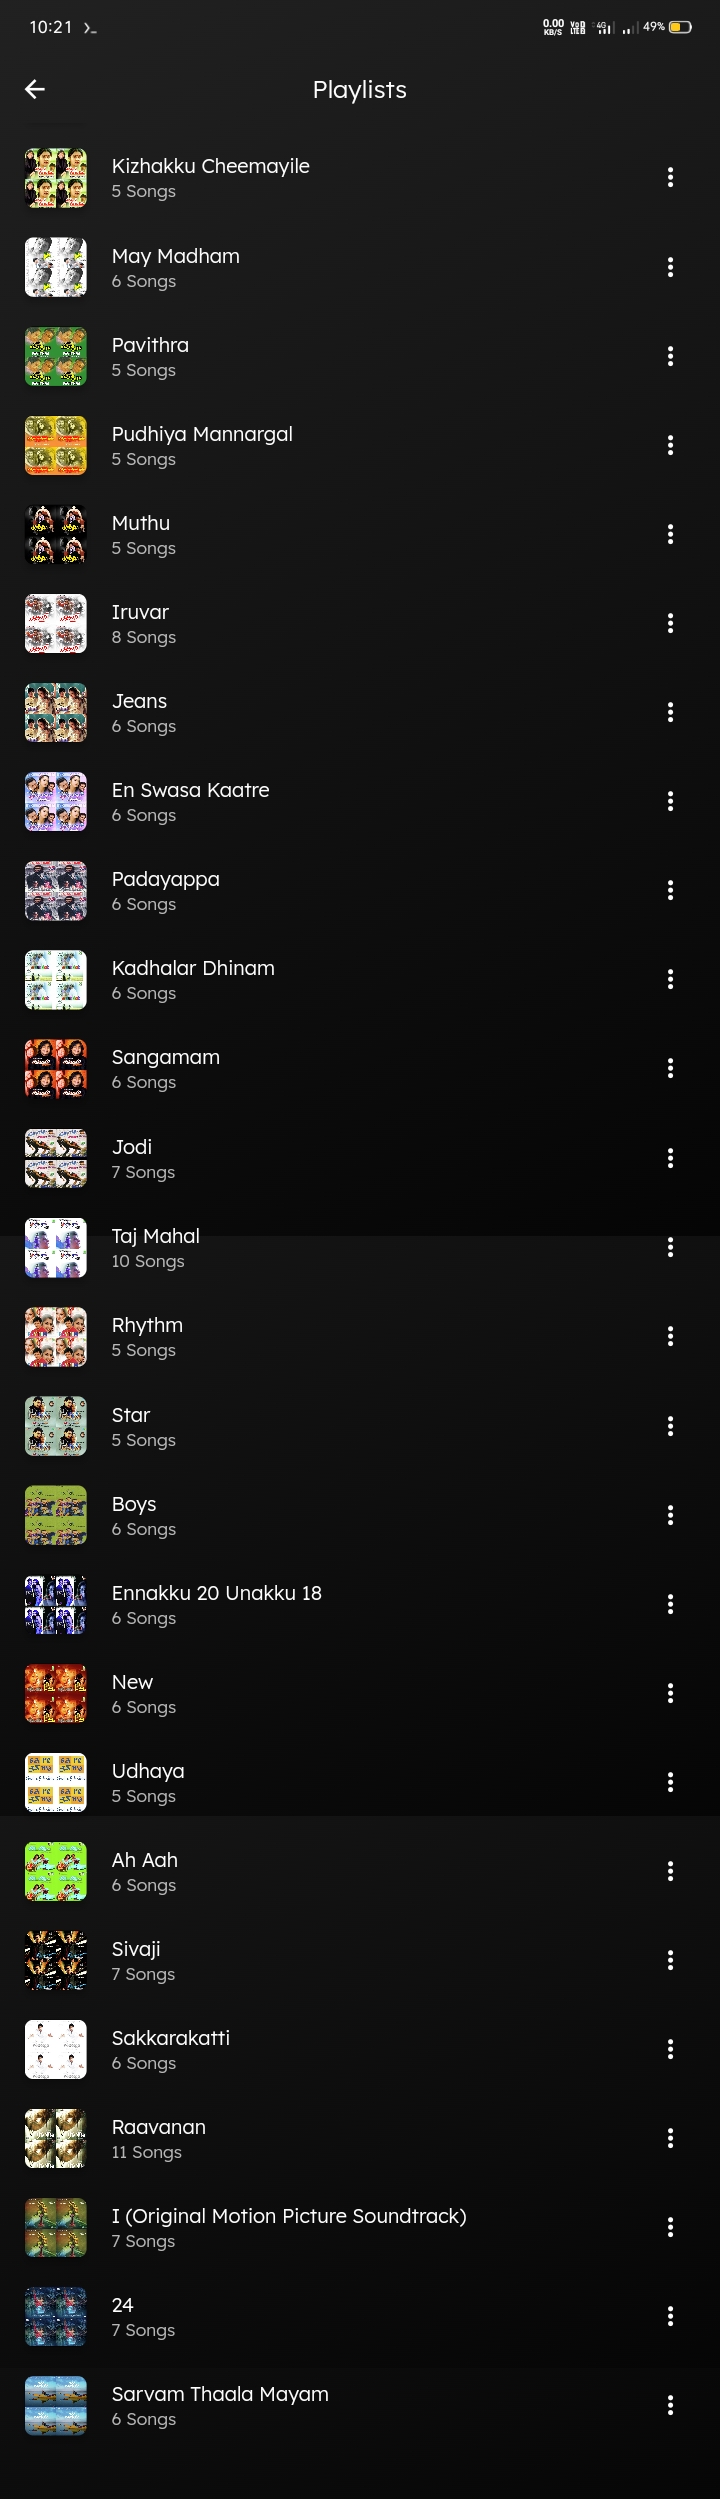 10:21
0.00 KB/S VoD LTE2 4G 49%
Playlists
Kizhakku Cheemayile
5 Songs
May Madham
6 Songs
Pavithra
5 Songs
Pudhiya Mannargal
5 Songs
Muthu
5 Songs
Iruvar
8 Songs
Jeans
6 Songs
En Swasa Kaatre
6 Songs
Padayappa
6 Songs
Kadhalar Dhinam
6 Songs
Sangamam
6 Songs
Jodi
7 Songs
Taj Mahal
10 Songs
Rhythm
5 Songs
Star
5 Songs
Boys
6 Songs
Ennakku 20 Unakku 18
6 Songs
New
6 Songs
Udhaya
5 Songs
Ah Aah
6 Songs
Sivaji
7 Songs
Sakkarakatti
6 Songs
Raavanan
11 Songs
I (Original Motion Picture Soundtrack)
7 Songs
24
7 Songs
Sarvam Thaala Mayam
6 Songs